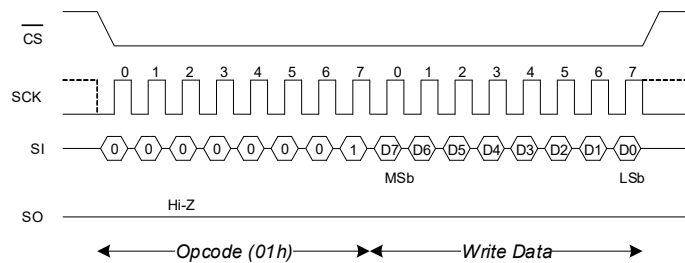 CS
0 1 2 3 4 5 6 7 0 1 2 3 4 5 6 7
SCK
SI 0 0 0 0 0 0 0 1 D7 D6 D5 D4 D3 D2 D1 D0
MSb LSb
Hi-Z
SO
Opcode (01h) Write Data